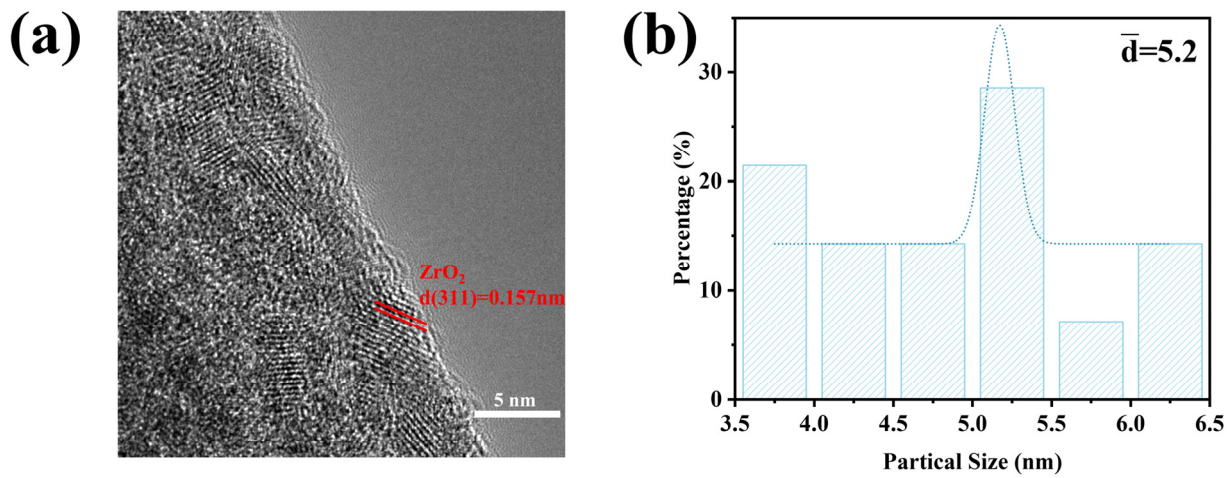 (a)
ZrO₂
d(311)=0.157nm
5 nm
(b)
d̅=5.2
Percentage (%)
30
20
10
0
3.5 4.0 4.5 5.0 5.5 6.0 6.5
Partical Size (nm)